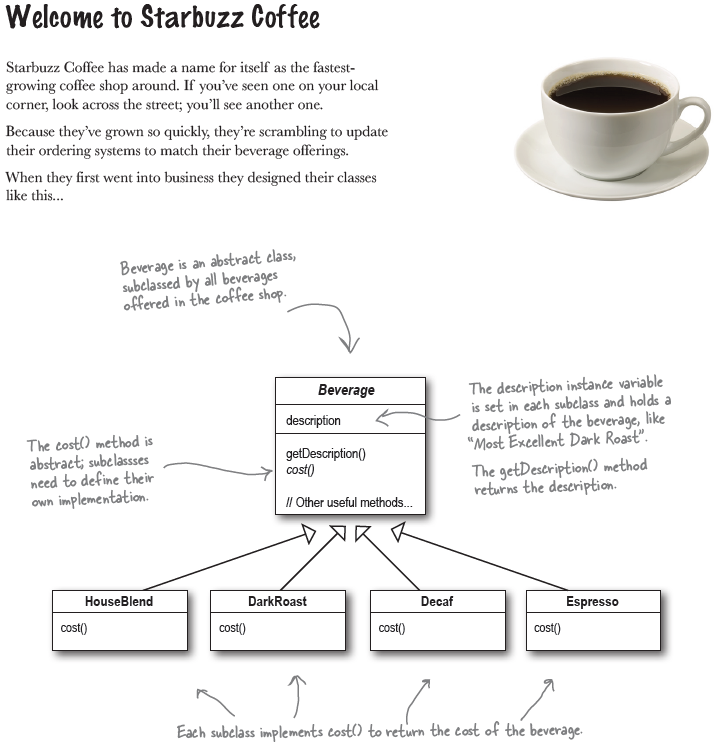 Welcome to Starbuzz Coffee
Starbuzz Coffee has made a name for itself as the fastest-
growing coffee shop around. If you've seen one on your local
corner, look across the street; you'll see another one.
Because they've grown so quickly, they're scrambling to update
their ordering systems to match their beverage offerings.
When they first went into business they designed their classes
like this...
Beverage is an abstract class,
subclassed by all beverages
offered in the coffee shop.
Beverage
description
getDescription()
cost()
// Other useful methods...
The description instance variable
is set in each subclass and holds a
description of the beverage, like
"Most Excellent Dark Roast".
The getDescription() method
returns the description.
The cost() method is
abstract; subclassses
need to define their
own implementation.
HouseBlend
cost()
DarkRoast
cost()
Decaf
cost()
Espresso
cost()
Each subclass implements cost() to return the cost of the beverage.